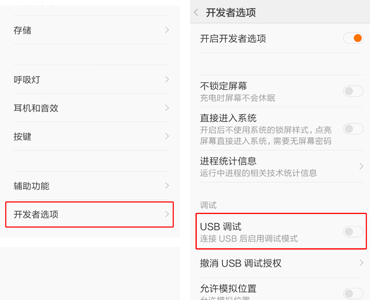 存储
呼吸灯
耳机和音效
按键
辅助功能
开发者选项
开发者选项
开启开发者选项
不锁定屏幕
充电时屏幕不会休眠
直接进入系统
开启后不使用系统的锁屏样式，点亮
屏幕直接进入系统，需要无屏幕密码
进程统计信息
运行中进程的相关技术统计信息
调试
USB 调试
连接 USB 后启用调试模式
撤消 USB 调试授权
允许模拟位置
允许模拟位置